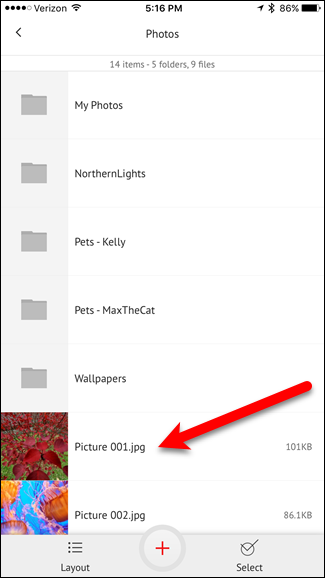 Verizon 5:16 PM 86%
Photos
14 items - 5 folders, 9 files
My Photos
NorthernLights
Pets - Kelly
Pets - MaxTheCat
Wallpapers
Picture 001.jpg 101KB
Picture 002.jpg 86.1KB
Layout Select